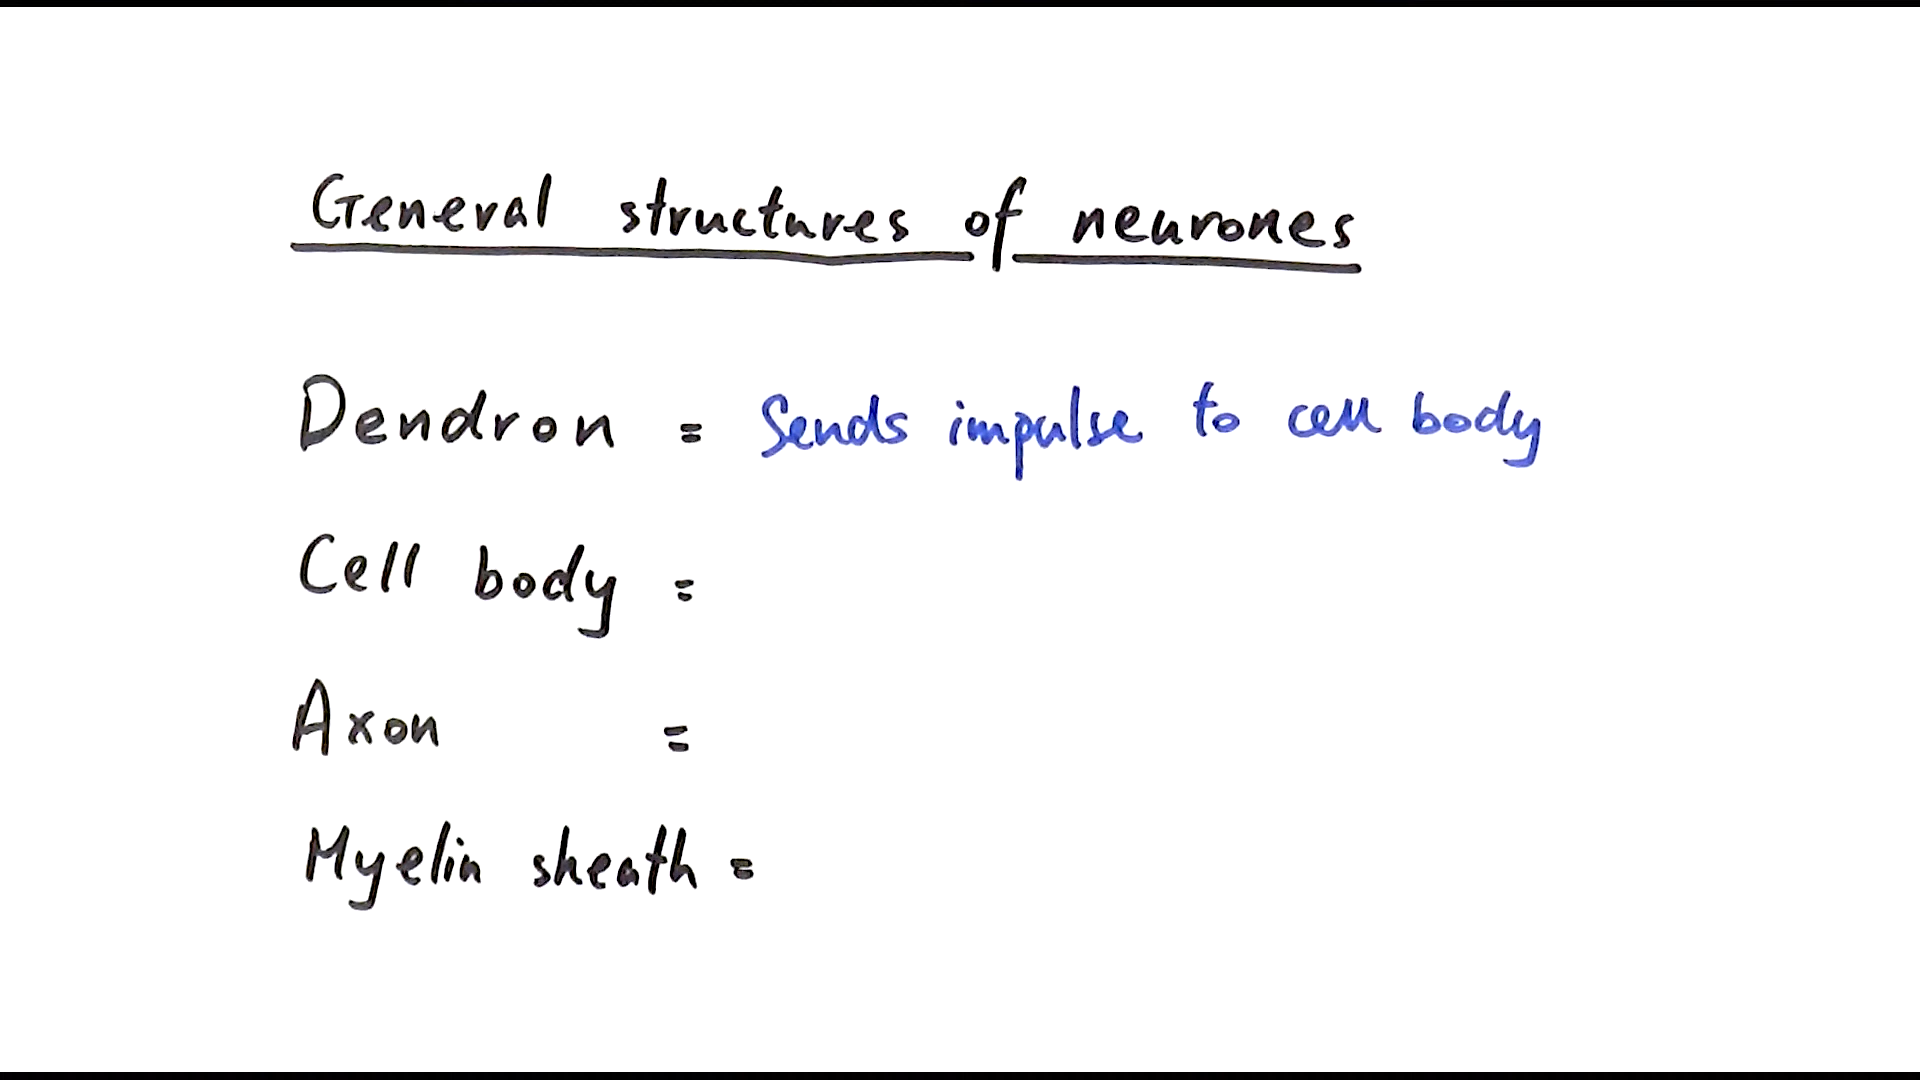 General structures of neurones
Dendron = Sends impulse to cell body
Cell body =
Axon =
Myelin sheath =